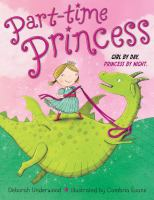 Part-time
Princess
GIRL BY DAY.
PRINCESS BY NIGHT.
Deborah Underwood illustrated by Cambria Evans